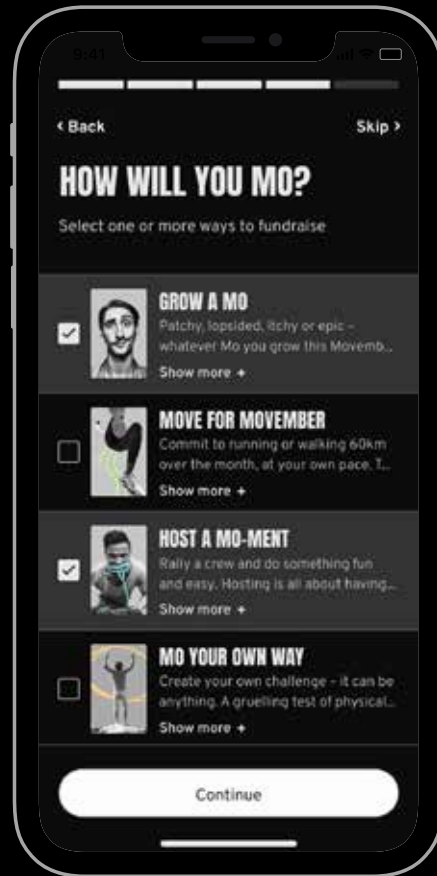 9:41
‹ Back
Skip ›
HOW WILL YOU MO?
Select one or more ways to fundraise
GROW A MO
Patchy, lopsided, itchy or epic –
whatever Mo you grow this Movemb...
Show more +
MOVE FOR MOVEMBER
Commit to running or walking 60km
over the month, at your own pace. T...
Show more +
HOST A MO-MENT
Rally a crew and do something fun
and easy. Hosting is all about having...
Show more +
MO YOUR OWN WAY
Create your own challenge – it can be
anything. A gruelling test of physical...
Show more +
Continue